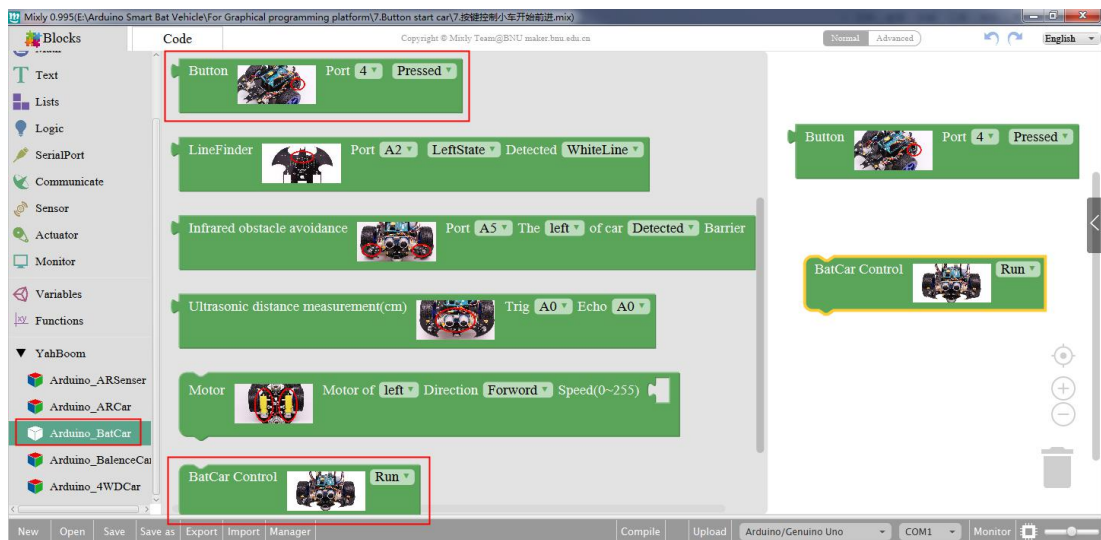 Mixly 0.995(E:\Arduino Smart Bat Vehicle\For Graphical programming platform\7.Button start car\7.按键控制小车开始前进.mix)
Blocks
Code
Copyright © Mixly Team@BNU maker.bnu.edu.cn
Normal Advanced
English
Text
Lists
Logic
SerialPort
Communicate
Sensor
Actuator
Monitor
Variables
xy Functions
YahBoom
Arduino_ARSenser
Arduino_ARCar
Arduino_BatCar
Arduino_BalenceCar
Arduino_4WDCar
Button Port 4 Pressed
LineFinder Port A2 LeftState Detected WhiteLine
Infrared obstacle avoidance Port A5 The left of car Detected Barrier
Ultrasonic distance measurement(cm) Trig A0 Echo A0
Motor Motor of left Direction Forword Speed(0~255)
BatCar Control Run
Button Port 4 Pressed
BatCar Control Run
New Open Save Save as Export Import Manager Compile Upload Arduino/Genuino Uno COM1 Monitor